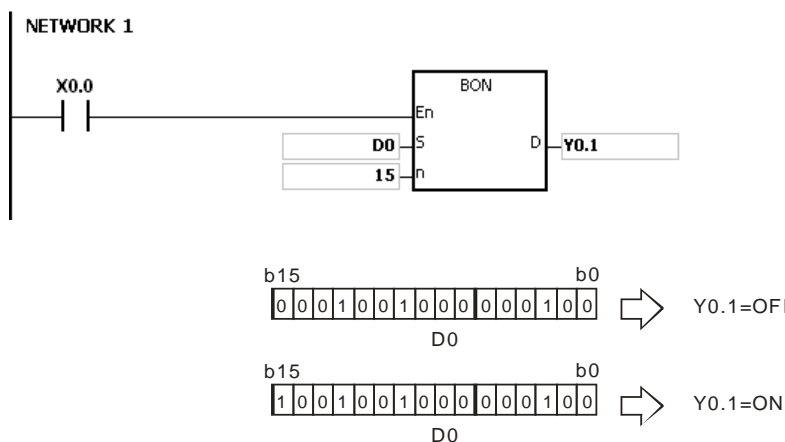 NETWORK 1
X0.0
BON
En
D0 S D Y0.1
15 n
b15 b0
0 0 0 1 0 0 1 0 0 0 0 0 0 1 0 0 Y0.1=OF
D0
b15 b0
1 0 0 1 0 0 1 0 0 0 0 0 0 1 0 0 Y0.1=ON
D0